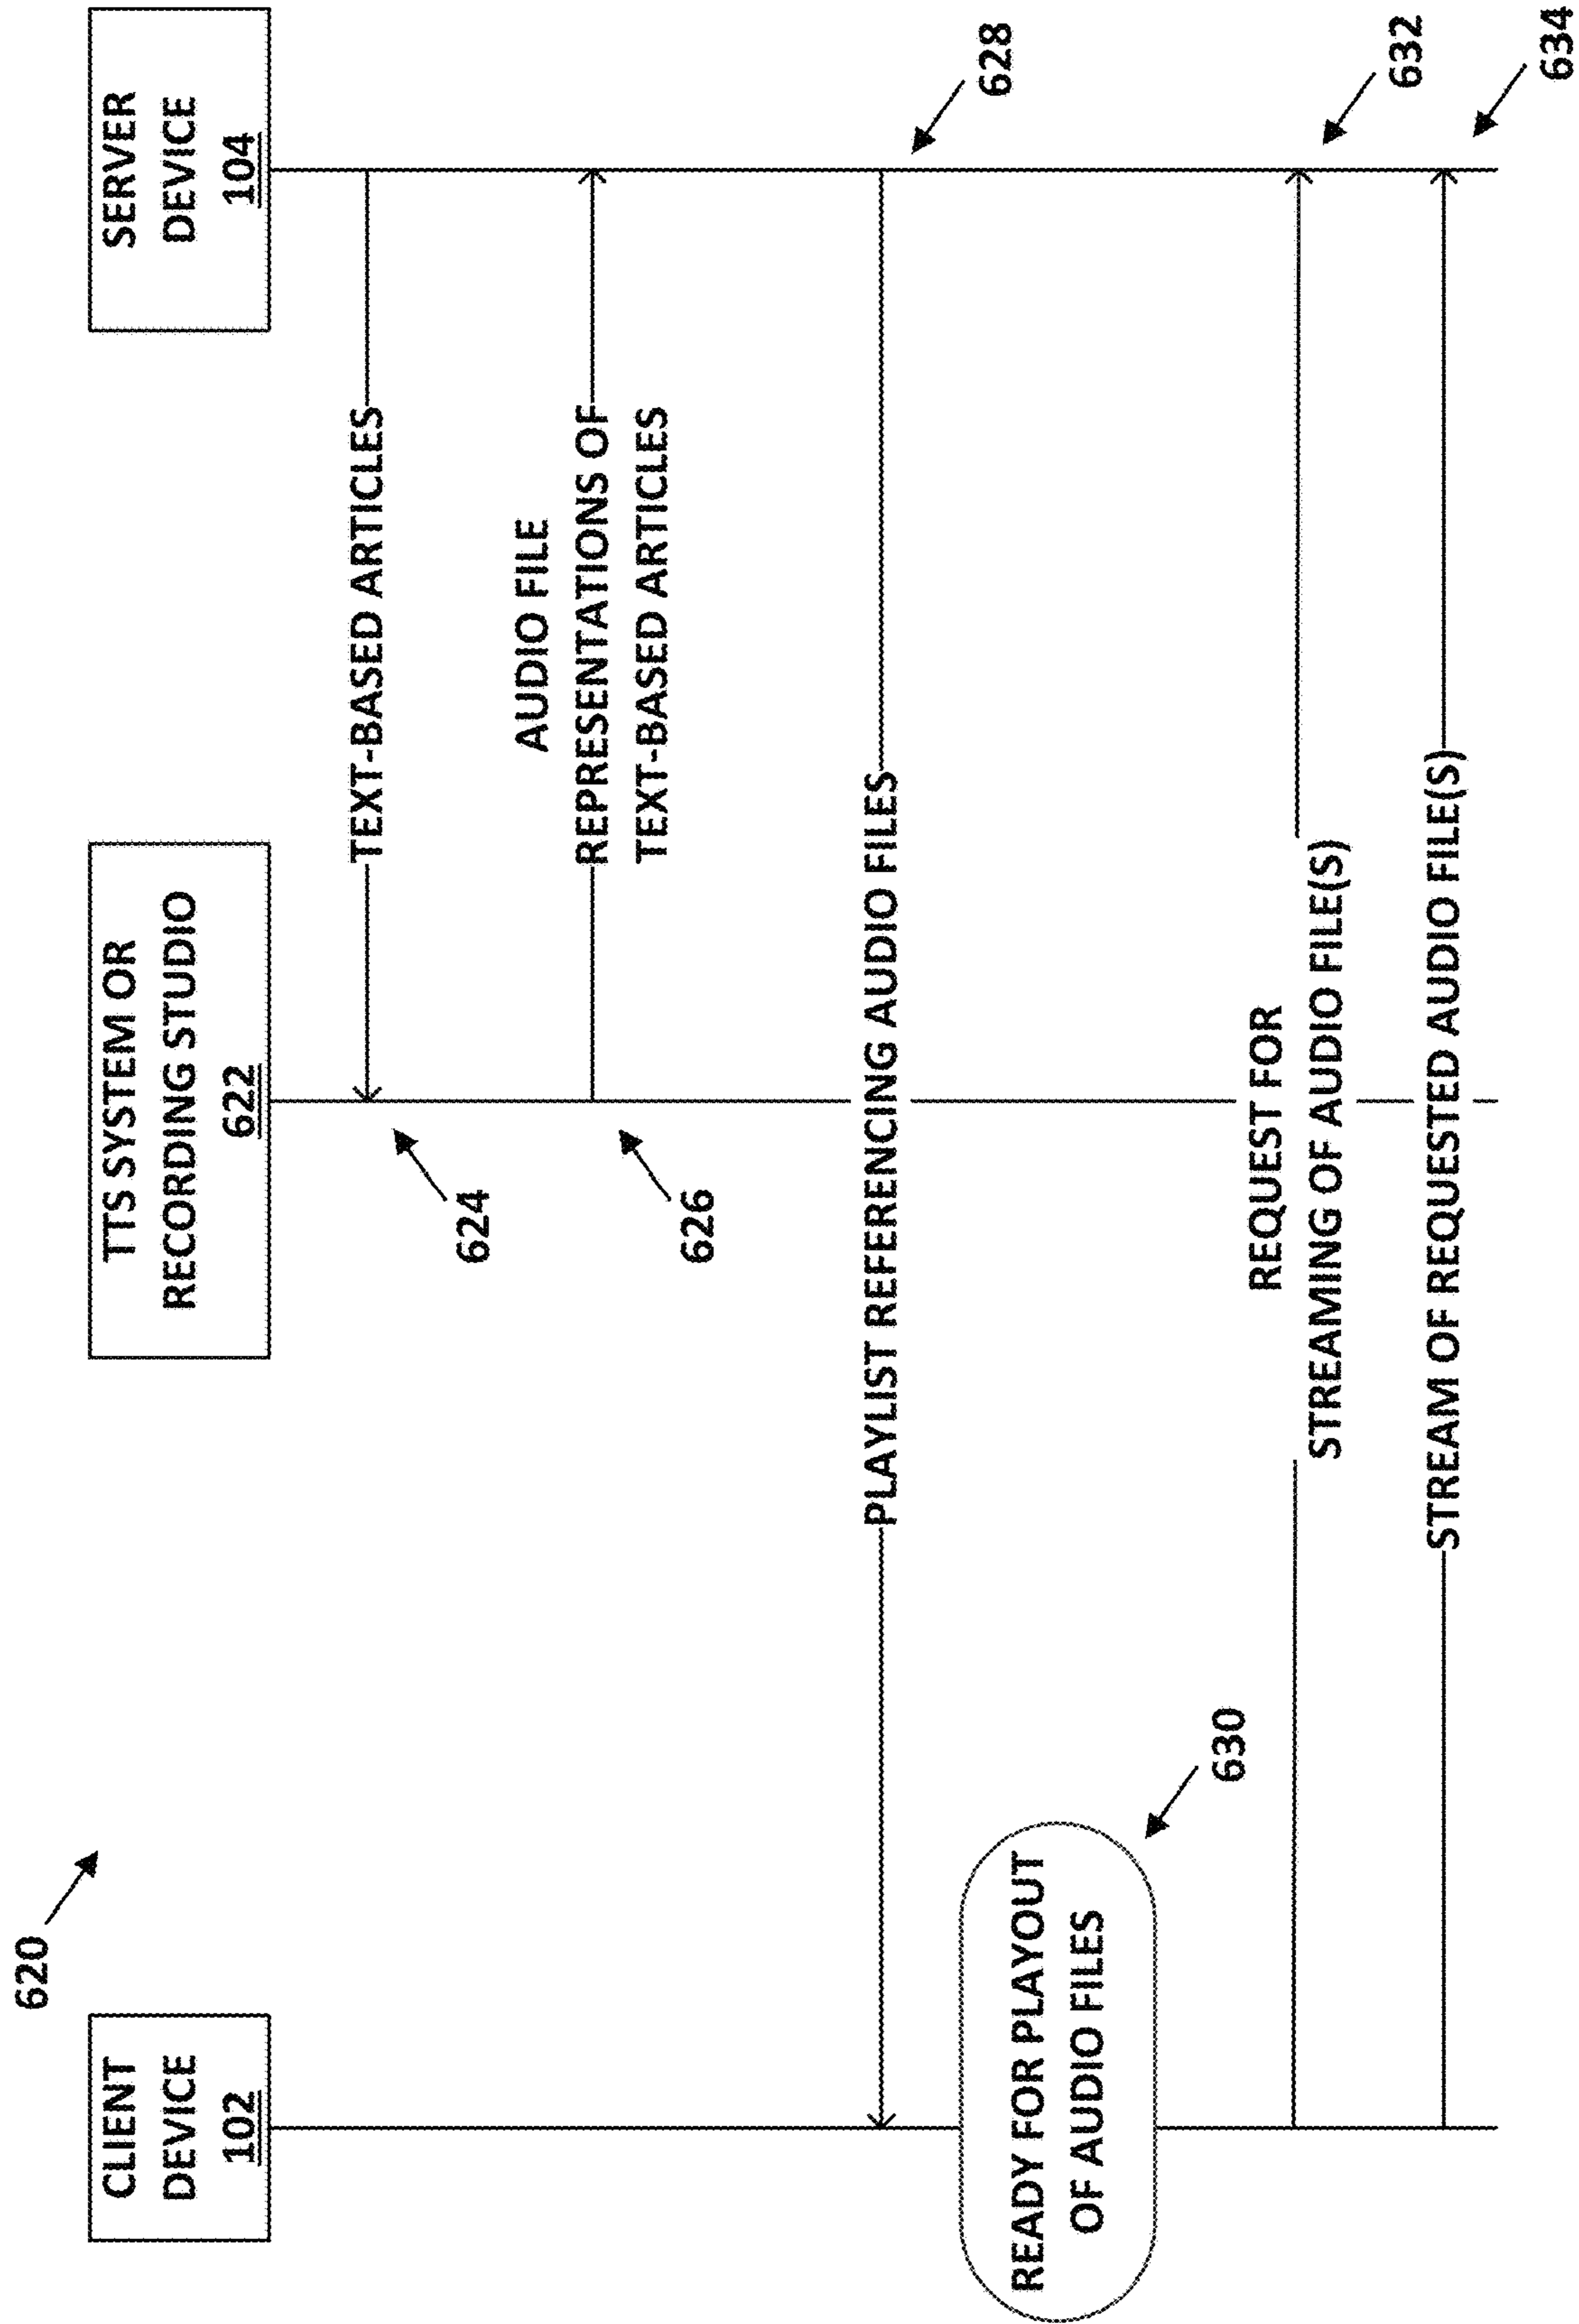 620
CLIENT
DEVICE
102
TTS SYSTEM OR
RECORDING STUDIO
622
SERVER
DEVICE
104
TEXT-BASED ARTICLES
624
AUDIO FILE
REPRESENTATIONS OF
TEXT-BASED ARTICLES
626
PLAYLIST REFERENCING AUDIO FILES
628
READY FOR PLAYOUT
OF AUDIO FILES
630
REQUEST FOR
STREAMING OF AUDIO FILE(S)
632
STREAM OF REQUESTED AUDIO FILE(S)
634